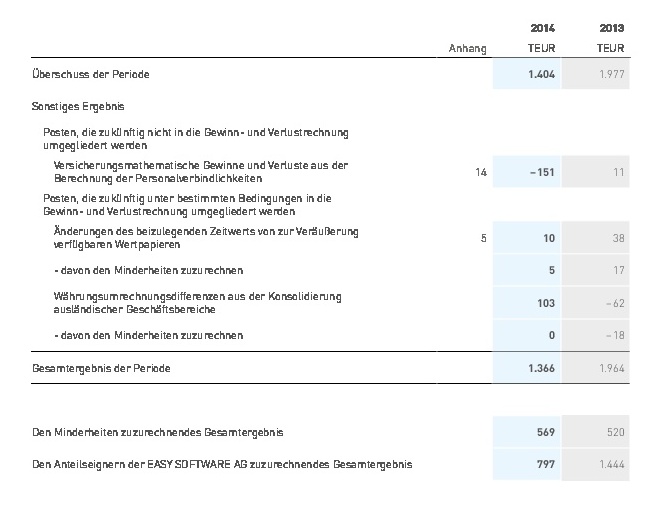 2014 2013
Anhang TEUR TEUR
Überschuss der Periode 1.404 1.977
Sonstiges Ergebnis
Posten, die zukünftig nicht in die Gewinn- und Verlustrechnung
umgegliedert werden
Versicherungsmathematische Gewinne und Verluste aus der
Berechnung der Personalverbindlichkeiten 14 –151 11
Posten, die zukünftig unter bestimmten Bedingungen in die
Gewinn- und Verlustrechnung umgegliedert werden
Änderungen des beizulegenden Zeitwerts von zur Veräußerung
verfügbaren Wertpapieren 5 10 38
- davon den Minderheiten zuzurechnen 5 17
Währungsumrechnungsdifferenzen aus der Konsolidierung
ausländischer Geschäftsbereiche 103 –62
- davon den Minderheiten zuzurechnen 0 –18
Gesamtergebnis der Periode 1.366 1.964
Den Minderheiten zuzurechnendes Gesamtergebnis 569 520
Den Anteilseignern der EASY SOFTWARE AG zuzurechnendes Gesamtergebnis 797 1.444